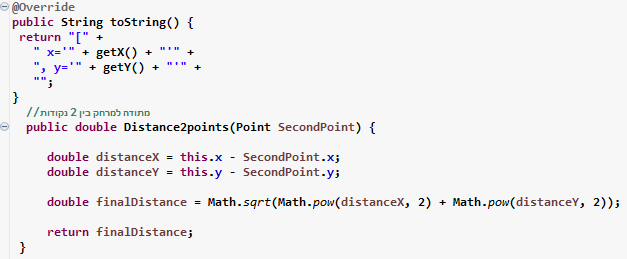 @Override
public String toString() {
return "[" +
" x='" + getX() + "'" +
", y='" + getY() + "'" +
"";
}
//מתודה למרחק בין 2 נקודות
public double Distance2points(Point SecondPoint) {
double distanceX = this.x - SecondPoint.x;
double distanceY = this.y - SecondPoint.y;
double finalDistance = Math.sqrt(Math.pow(distanceX, 2) + Math.pow(distanceY, 2));
return finalDistance;
}